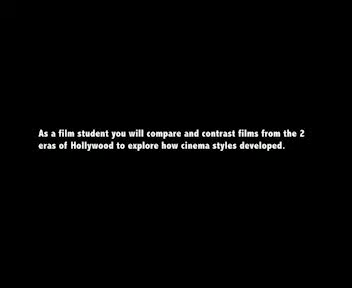 As a film student you will compare and contrast films from the 2
eras of Hollywood to explore how cinema styles developed.